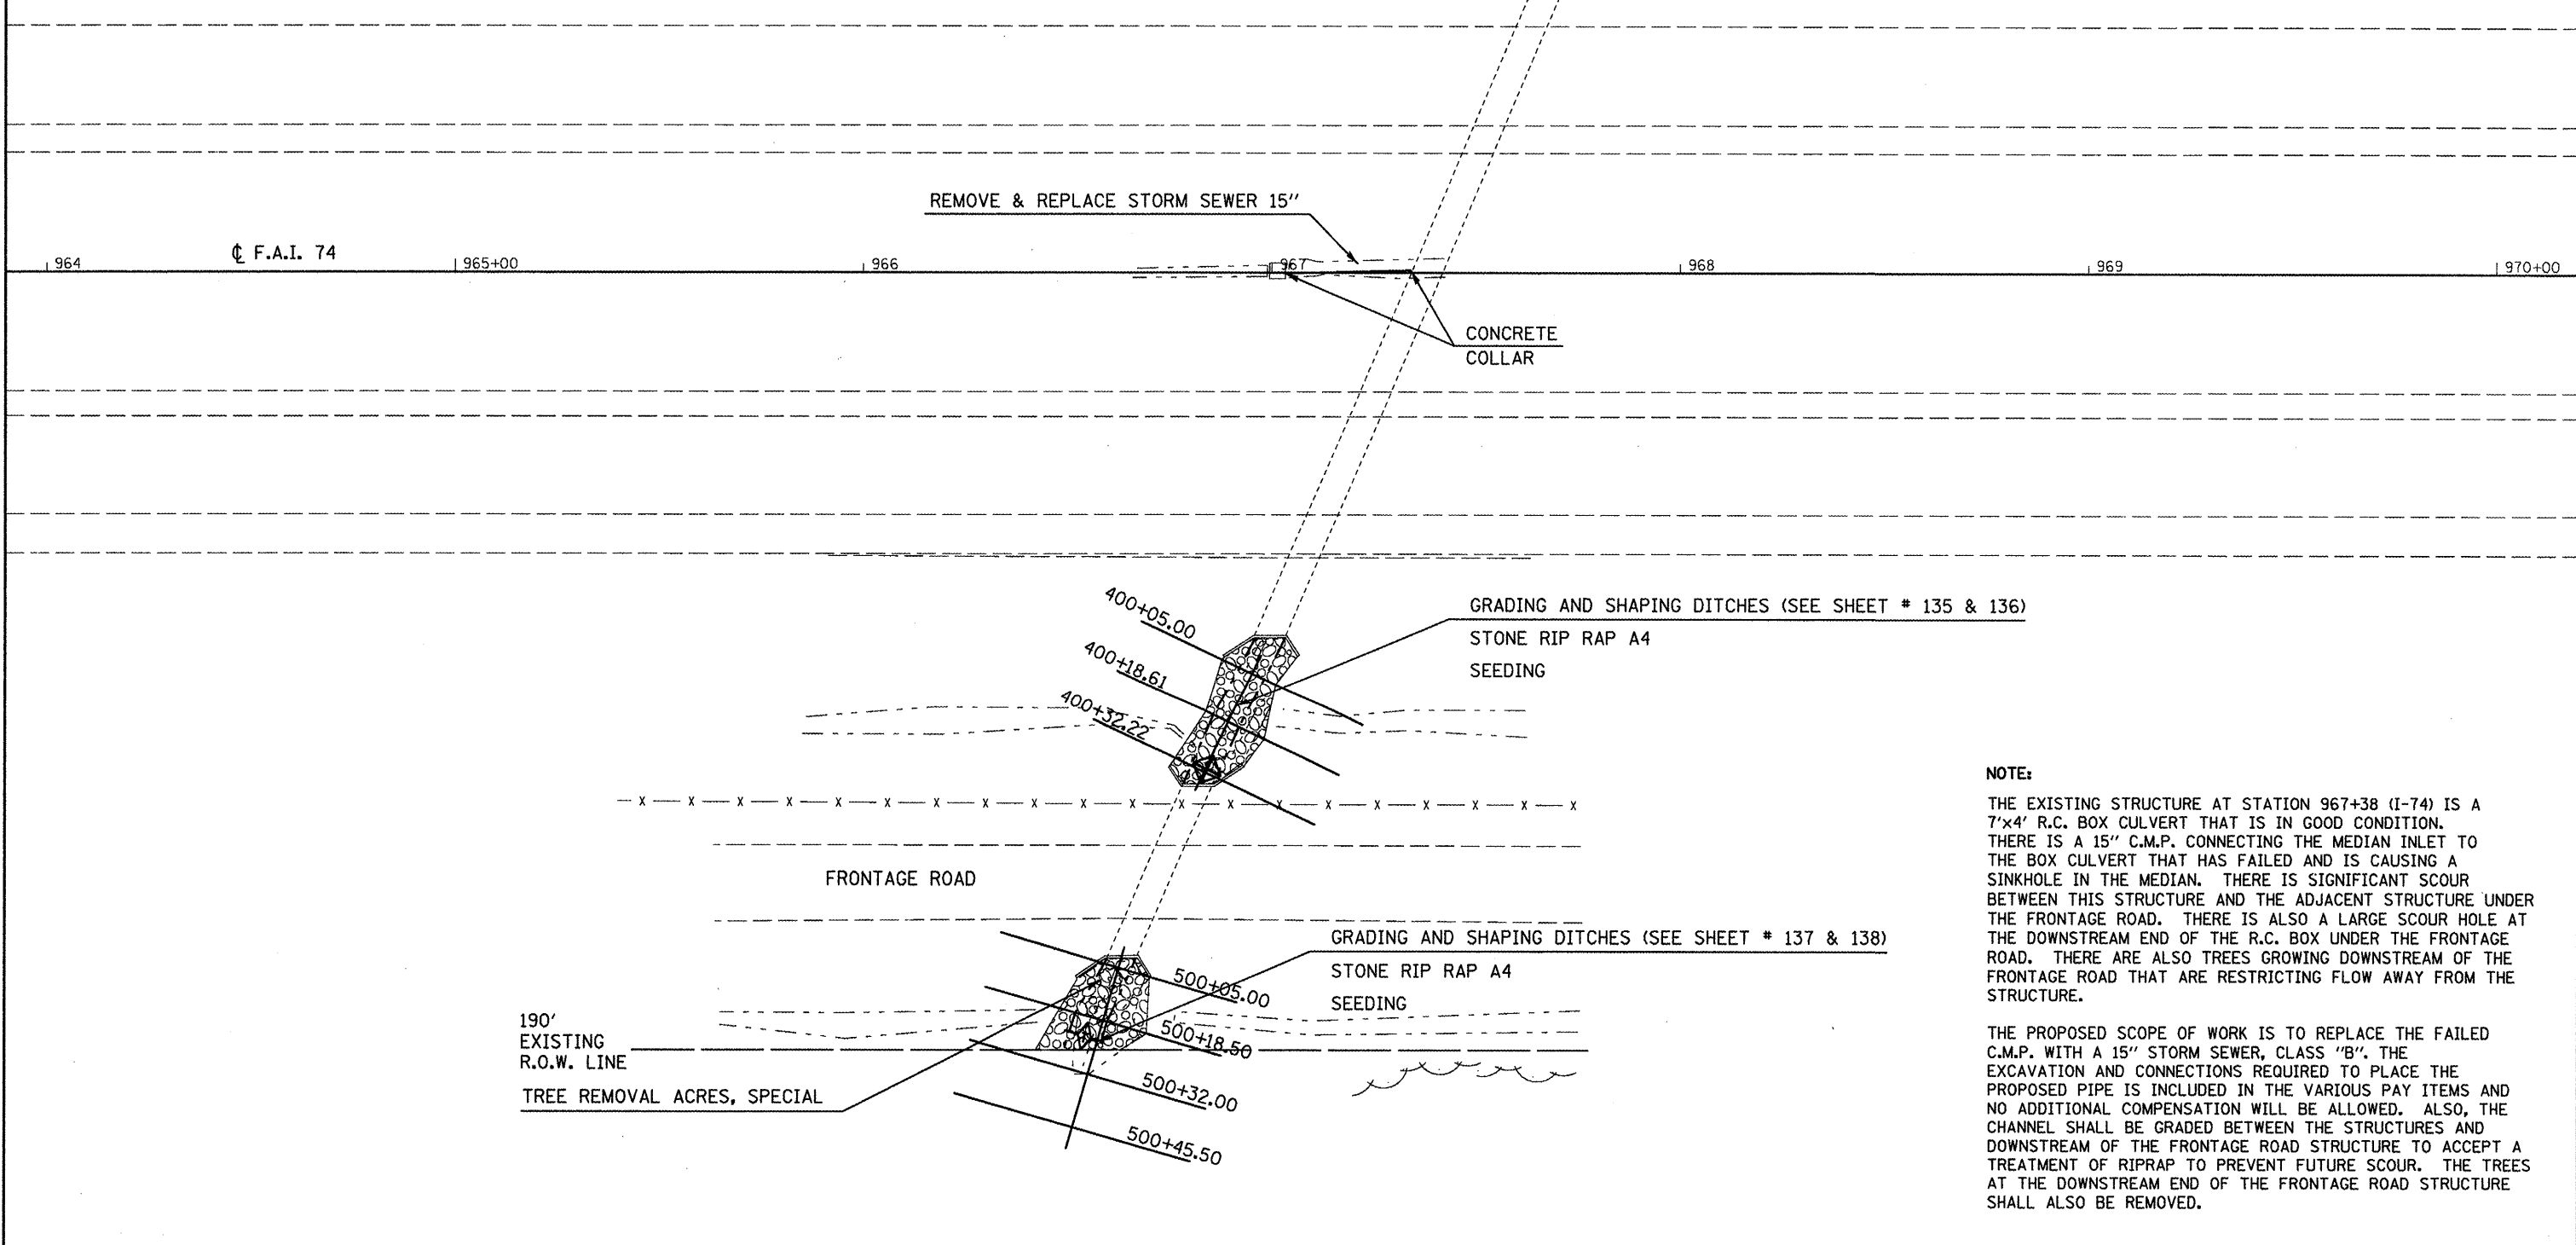 REMOVE & REPLACE STORM SEWER 15"
℄ F.A.I. 74
964
965+00
966
967
968
969
970+00
CONCRETE
COLLAR
400+05.00
400+18.61
400+32.22
GRADING AND SHAPING DITCHES (SEE SHEET # 135 & 136)
STONE RIP RAP A4
SEEDING
X X X X X X X X X X X X X X X X X X X X
FRONTAGE ROAD
GRADING AND SHAPING DITCHES (SEE SHEET # 137 & 138)
STONE RIP RAP A4
SEEDING
500+05.00
500+18.50
500+32.00
500+45.50
190'
EXISTING
R.O.W. LINE
TREE REMOVAL ACRES, SPECIAL
NOTE:
THE EXISTING STRUCTURE AT STATION 967+38 (I-74) IS A
7'x4' R.C. BOX CULVERT THAT IS IN GOOD CONDITION.
THERE IS A 15" C.M.P. CONNECTING THE MEDIAN INLET TO
THE BOX CULVERT THAT HAS FAILED AND IS CAUSING A
SINKHOLE IN THE MEDIAN. THERE IS SIGNIFICANT SCOUR
BETWEEN THIS STRUCTURE AND THE ADJACENT STRUCTURE UNDER
THE FRONTAGE ROAD. THERE IS ALSO A LARGE SCOUR HOLE AT
THE DOWNSTREAM END OF THE R.C. BOX UNDER THE FRONTAGE
ROAD. THERE ARE ALSO TREES GROWING DOWNSTREAM OF THE
FRONTAGE ROAD THAT ARE RESTRICTING FLOW AWAY FROM THE
STRUCTURE.
THE PROPOSED SCOPE OF WORK IS TO REPLACE THE FAILED
C.M.P. WITH A 15" STORM SEWER, CLASS "B". THE
EXCAVATION AND CONNECTIONS REQUIRED TO PLACE THE
PROPOSED PIPE IS INCLUDED IN THE VARIOUS PAY ITEMS AND
NO ADDITIONAL COMPENSATION WILL BE ALLOWED. ALSO, THE
CHANNEL SHALL BE GRADED BETWEEN THE STRUCTURES AND
DOWNSTREAM OF THE FRONTAGE ROAD STRUCTURE TO ACCEPT A
TREATMENT OF RIPRAP TO PREVENT FUTURE SCOUR. THE TREES
AT THE DOWNSTREAM END OF THE FRONTAGE ROAD STRUCTURE
SHALL ALSO BE REMOVED.